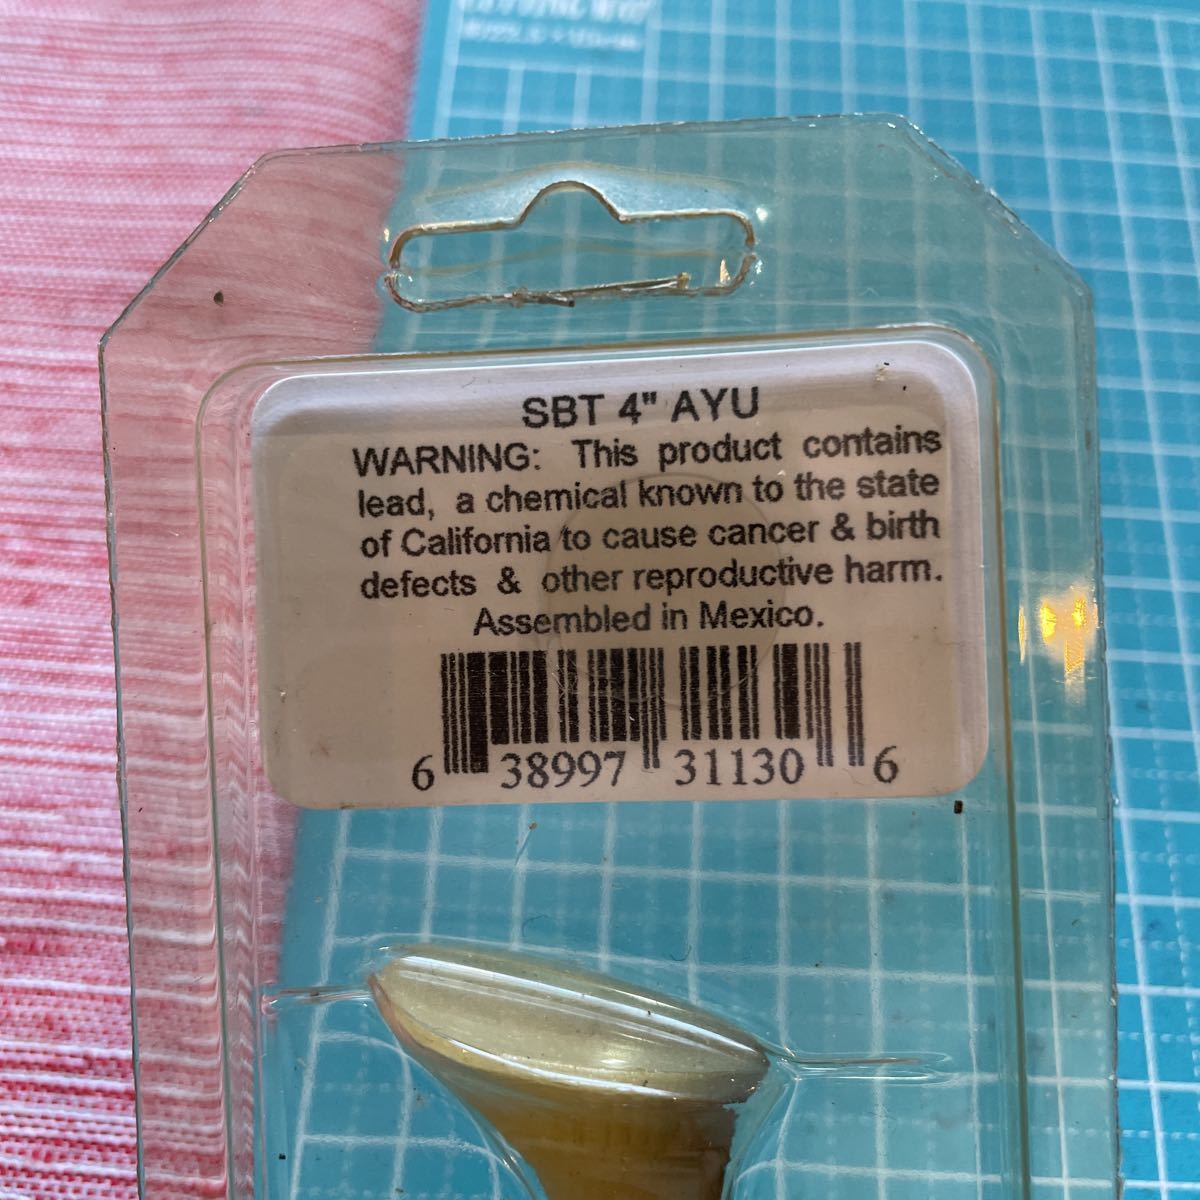 SBT 4" AYU
WARNING: This product contains
lead, a chemical known to the state
of California to cause cancer & birth
defects & other reproductive harm.
Assembled in Mexico.
6 38997 31130 6